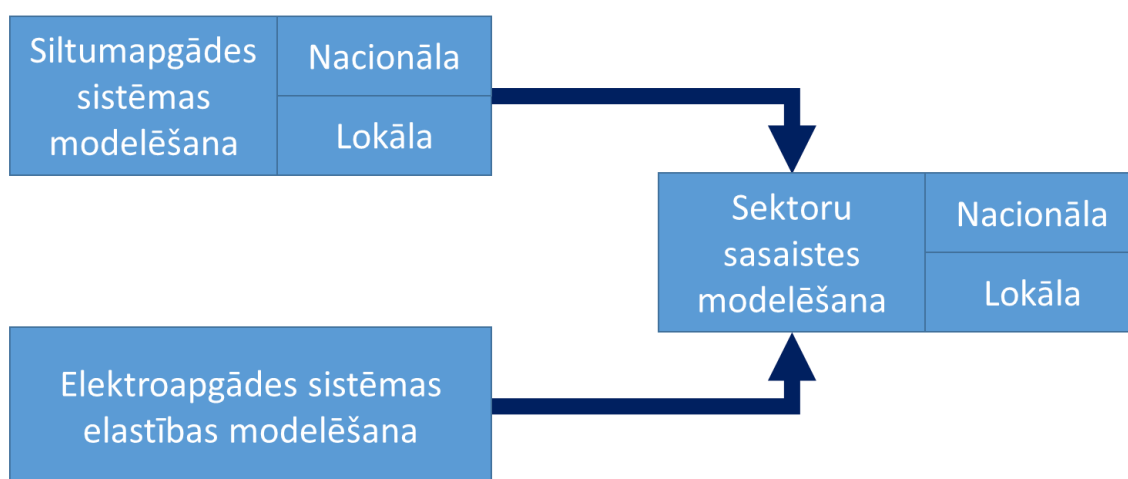 Siltumapgādes
sistēmas
modelēšana
Nacionāla
Lokāla
Sektoru
sasaistes
modelēšana
Nacionāla
Lokāla
Elektroapgādes sistēmas
elastības modelēšana